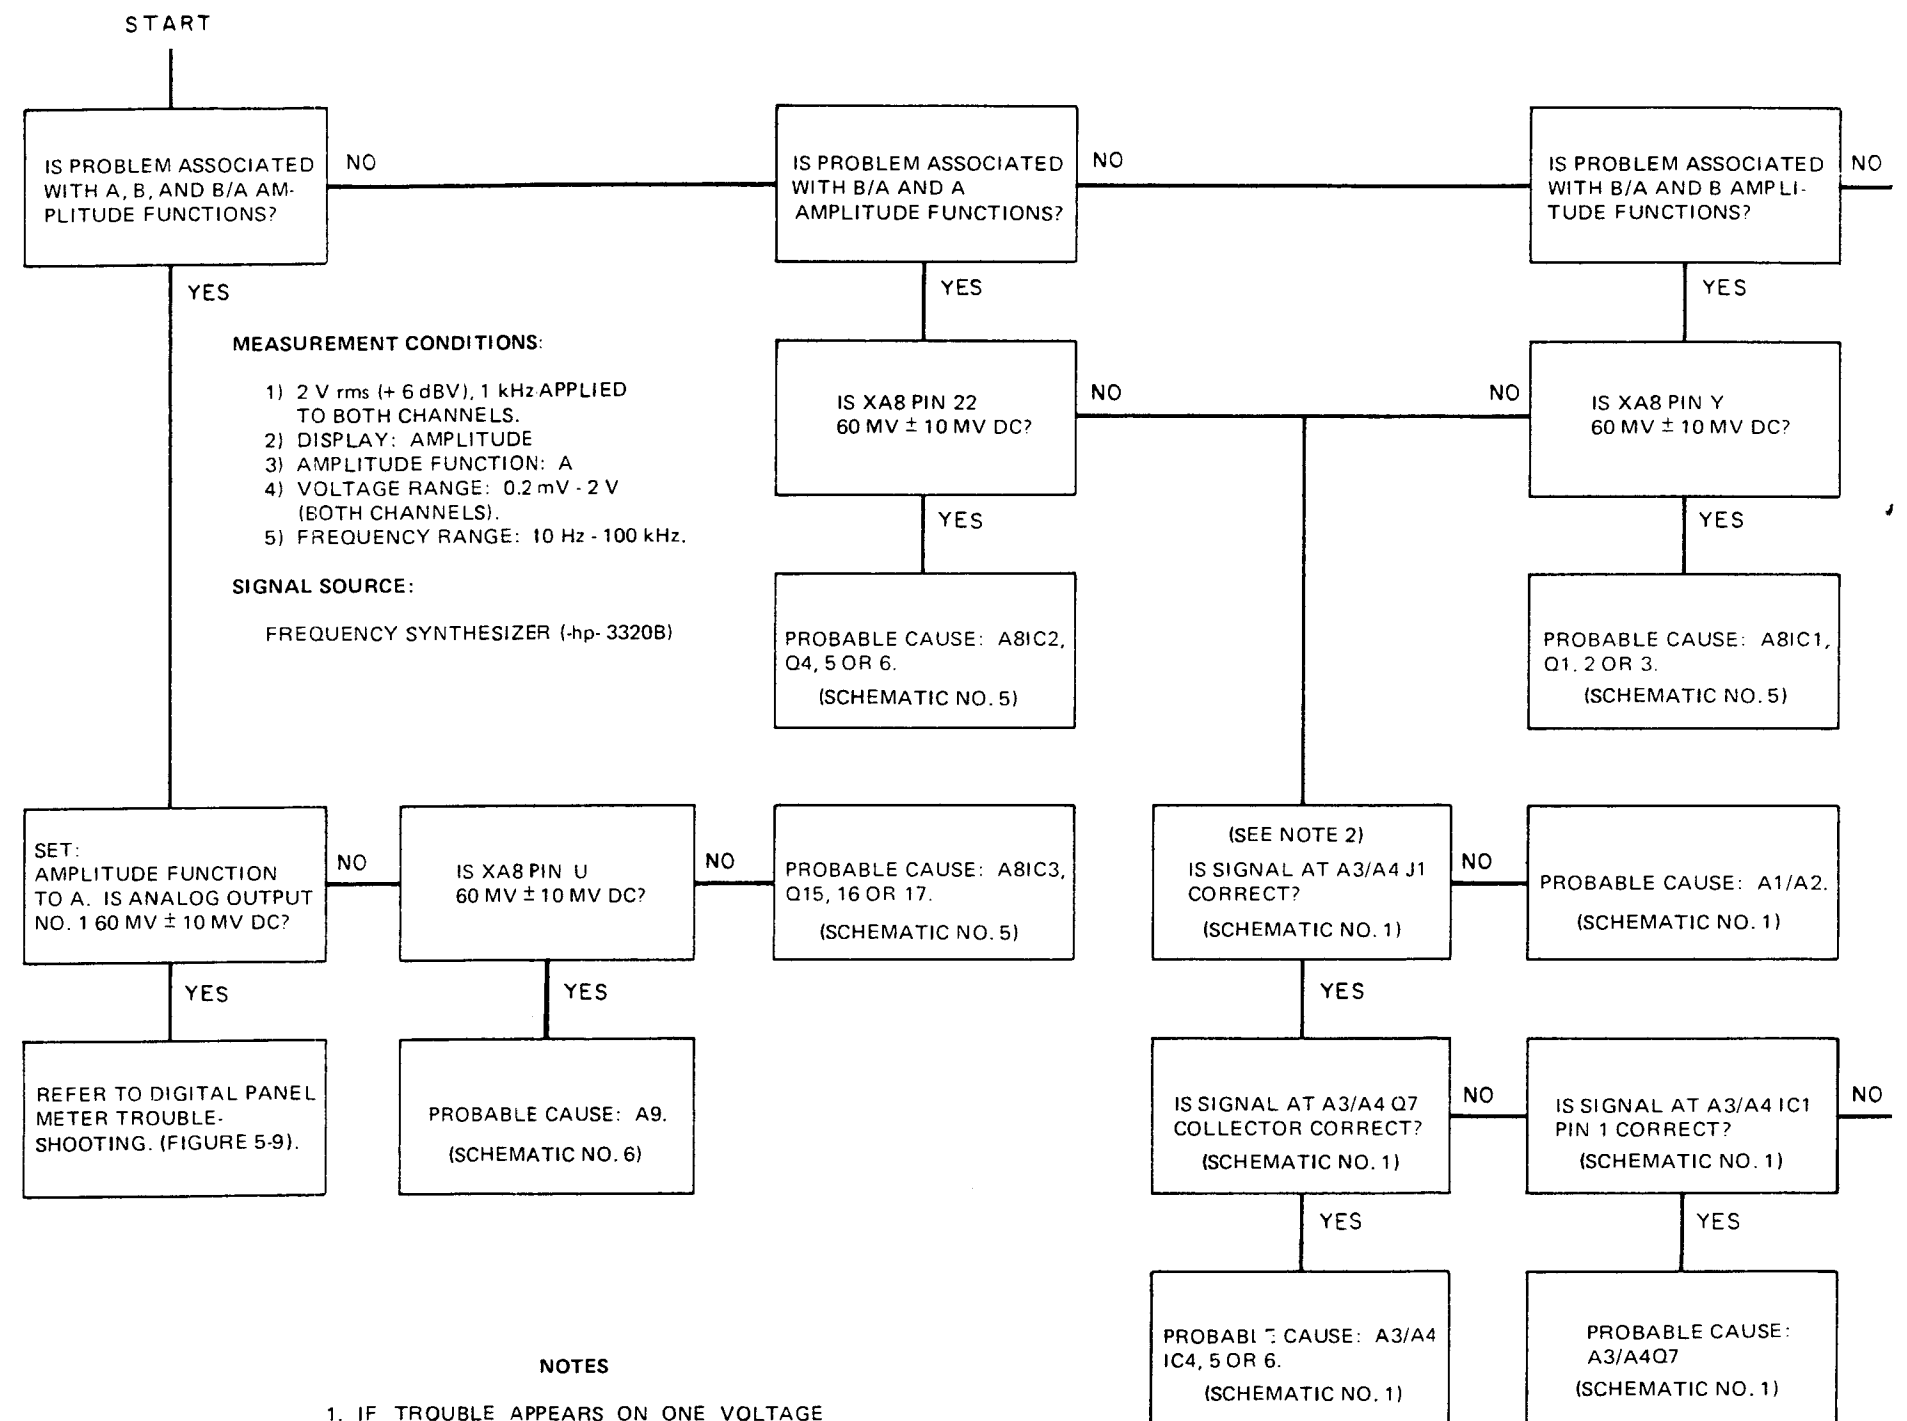 START
IS PROBLEM ASSOCIATED
WITH A, B, AND B/A AM-
PLITUDE FUNCTIONS?
NO
YES
IS PROBLEM ASSOCIATED
WITH B/A AND A
AMPLITUDE FUNCTIONS?
NO
YES
IS PROBLEM ASSOCIATED
WITH B/A AND B AMPLI-
TUDE FUNCTIONS?
NO
YES
MEASUREMENT CONDITIONS:
1) 2 V rms (+ 6 dBV), 1 kHz APPLIED
TO BOTH CHANNELS.
2) DISPLAY: AMPLITUDE
3) AMPLITUDE FUNCTION: A
4) VOLTAGE RANGE: 0.2 mV - 2 V
(BOTH CHANNELS).
5) FREQUENCY RANGE: 10 Hz - 100 kHz.
SIGNAL SOURCE:
FREQUENCY SYNTHESIZER (-hp- 3320B)
IS XA8 PIN 22
60 MV ± 10 MV DC?
NO
YES
NO
IS XA8 PIN Y
60 MV ± 10 MV DC?
YES
PROBABLE CAUSE: A8IC2,
Q4, 5 OR 6.
(SCHEMATIC NO. 5)
PROBABLE CAUSE: A8IC1,
Q1. 2 OR 3.
(SCHEMATIC NO. 5)
SET:
AMPLITUDE FUNCTION
TO A. IS ANALOG OUTPUT
NO. 1 60 MV ± 10 MV DC?
NO
YES
IS XA8 PIN U
60 MV ± 10 MV DC?
NO
YES
PROBABLE CAUSE: A8IC3,
Q15, 16 OR 17.
(SCHEMATIC NO. 5)
(SEE NOTE 2)
IS SIGNAL AT A3/A4 J1
CORRECT?
(SCHEMATIC NO. 1)
NO
YES
PROBABLE CAUSE: A1/A2.
(SCHEMATIC NO. 1)
REFER TO DIGITAL PANEL
METER TROUBLE-
SHOOTING. (FIGURE 5-9).
PROBABLE CAUSE: A9.
(SCHEMATIC NO. 6)
IS SIGNAL AT A3/A4 Q7
COLLECTOR CORRECT?
(SCHEMATIC NO. 1)
NO
YES
IS SIGNAL AT A3/A4 IC1
PIN 1 CORRECT?
(SCHEMATIC NO. 1)
NO
YES
PROBABLE CAUSE: A3/A4
IC4, 5 OR 6.
(SCHEMATIC NO. 1)
PROBABLE CAUSE:
A3/A4Q7
(SCHEMATIC NO. 1)
NOTES
1. IF TROUBLE APPEARS ON ONE VOLTAGE